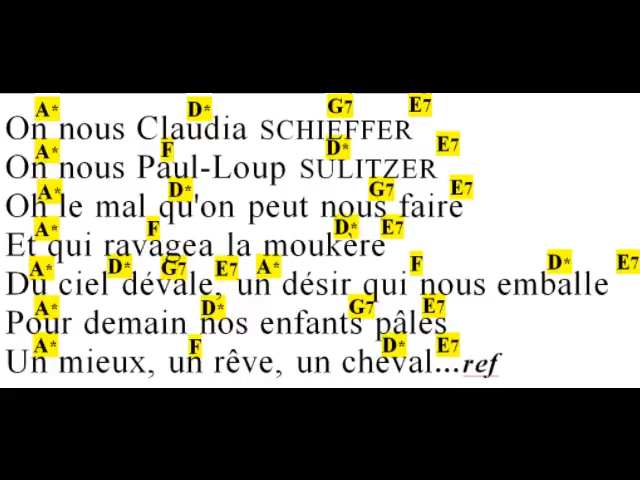 A* D* G7 E7
On nous Claudia SCHIEFFER
A* F D* E7
On nous Paul-Loup SULITZER
A* D* G7 E7
Oh le mal qu'on peut nous faire
A* F D* E7
Et qui ravagea la moukère
A* D* G7 E7 A* F D* E7
Du ciel dévale, un désir qui nous emballe
A* D* G7 E7
Pour demain nos enfants pâles
A* F D* E7
Un mieux, un rêve, un cheval...ref